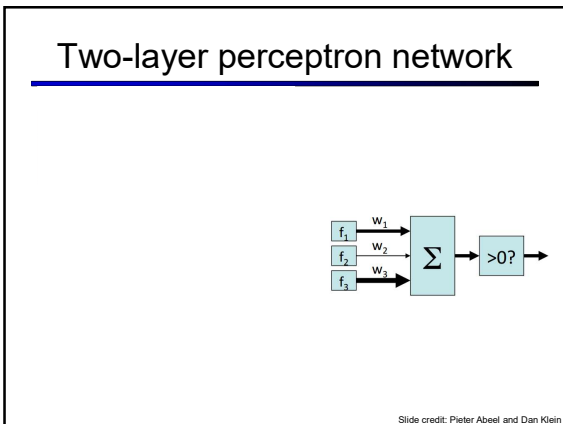 Two-layer perceptron network
f₁ w₁
f₂ w₂
f₃ w₃
Σ
>0?
Slide credit: Pieter Abeel and Dan Klein